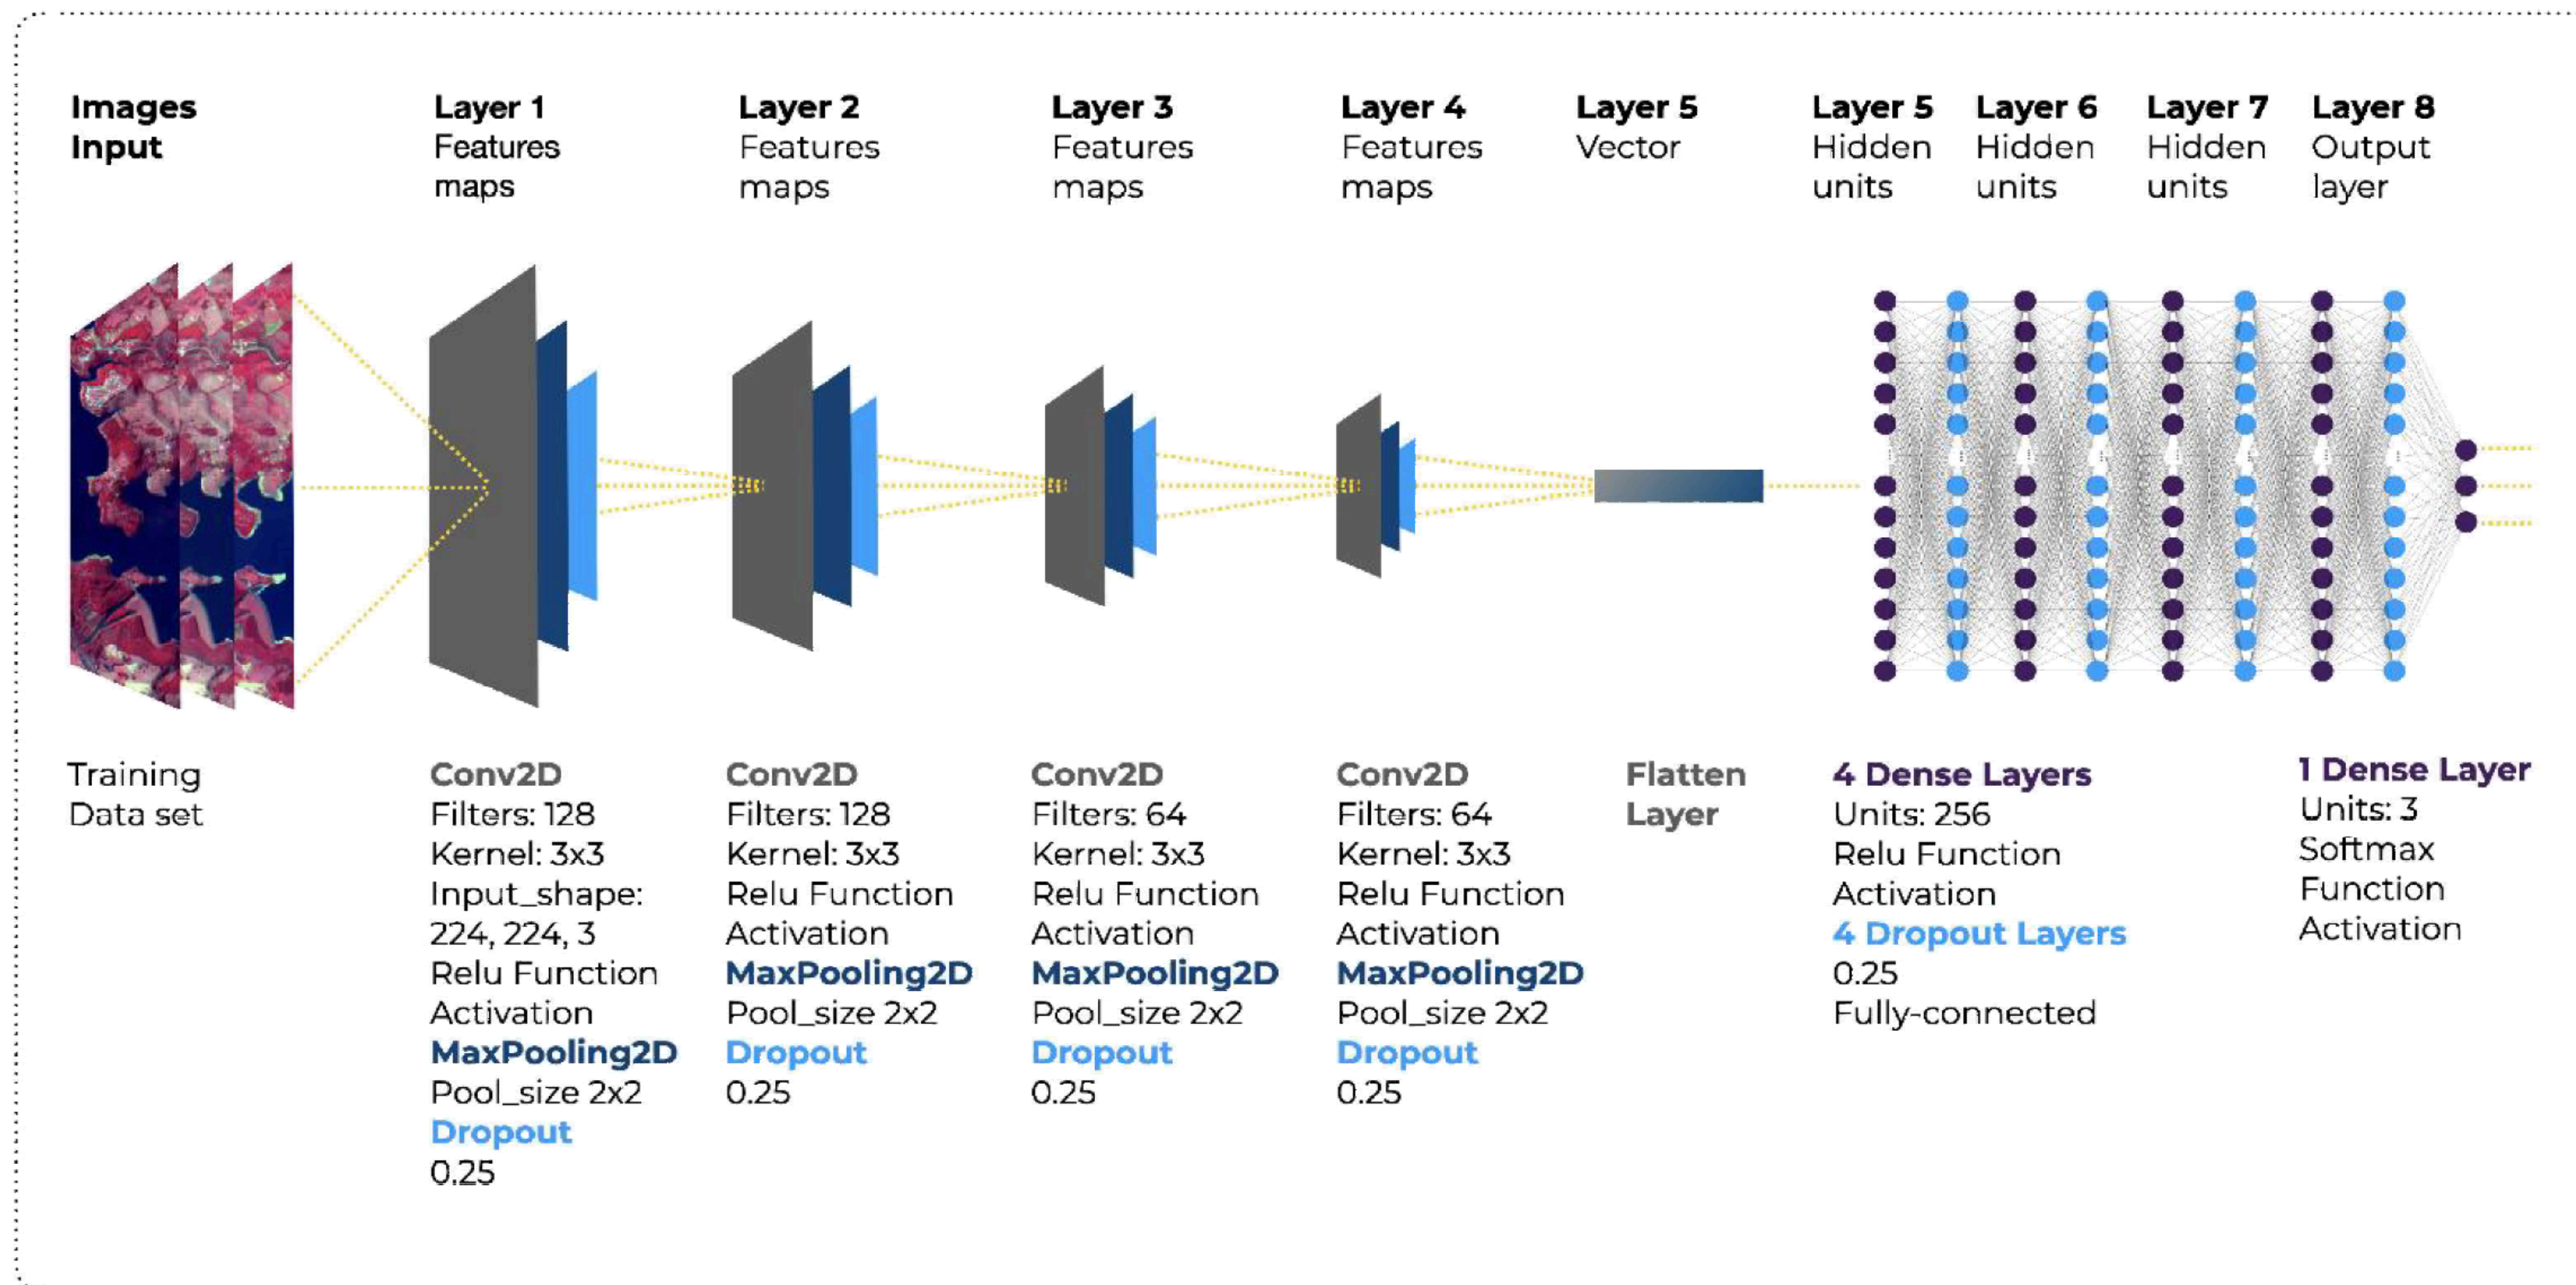 Images
Input
Layer 1
Features
maps
Layer 2
Features
maps
Layer 3
Features
maps
Layer 4
Features
maps
Layer 5
Vector
Layer 5
Hidden
units
Layer 6
Hidden
units
Layer 7
Hidden
units
Layer 8
Output
layer
Training
Data set
Conv2D
Filters: 128
Kernel: 3x3
Input_shape:
224, 224, 3
Relu Function
Activation
MaxPooling2D
Pool_size 2x2
Dropout
0.25
Conv2D
Filters: 128
Kernel: 3x3
Relu Function
Activation
MaxPooling2D
Pool_size 2x2
Dropout
0.25
Conv2D
Filters: 64
Kernel: 3x3
Relu Function
Activation
MaxPooling2D
Pool_size 2x2
Dropout
0.25
Conv2D
Filters: 64
Kernel: 3x3
Relu Function
Activation
MaxPooling2D
Pool_size 2x2
Dropout
0.25
Flatten
Layer
4 Dense Layers
Units: 256
Relu Function
Activation
4 Dropout Layers
0.25
Fully-connected
1 Dense Layer
Units: 3
Softmax
Function
Activation